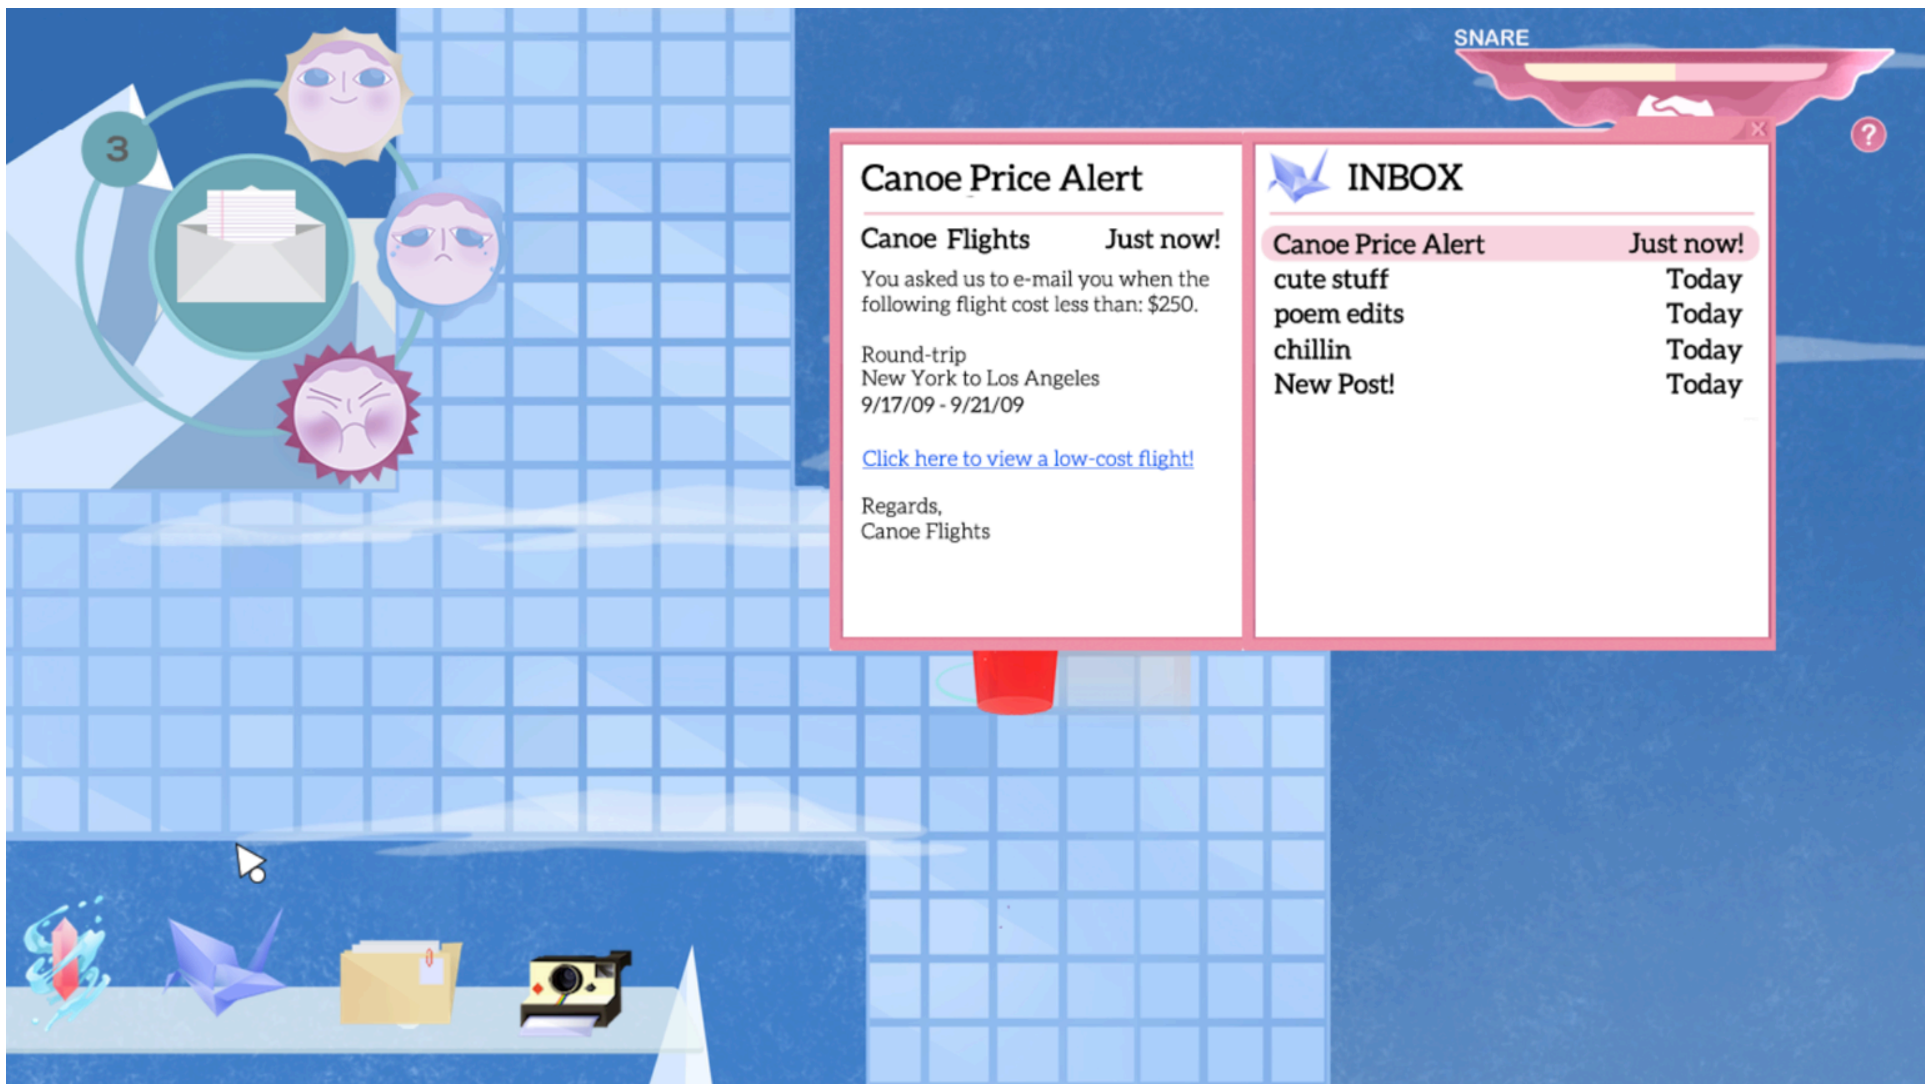 SNARE
3
?
Canoe Price Alert
Canoe Flights Just now!
You asked us to e-mail you when the
following flight cost less than: $250.
Round-trip
New York to Los Angeles
9/17/09 - 9/21/09
Click here to view a low-cost flight!
Regards,
Canoe Flights
INBOX
Canoe Price Alert Just now!
cute stuff Today
poem edits Today
chillin Today
New Post! Today